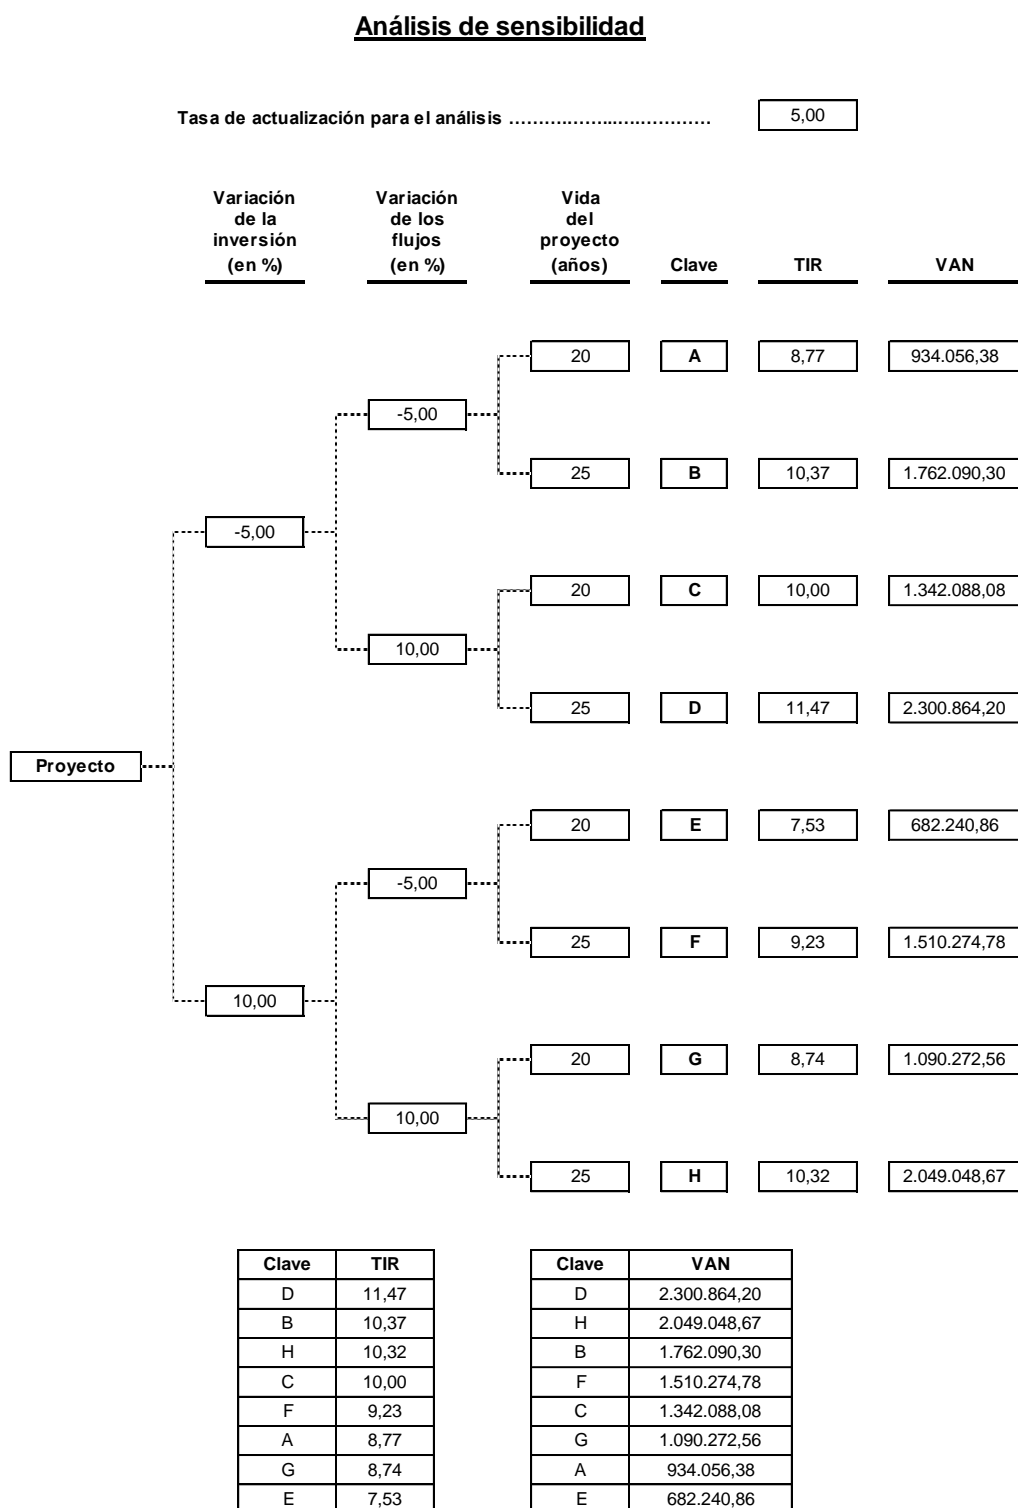 Análisis de sensibilidad
Tasa de actualización para el análisis ................................. 5,00
Variación de la inversión (en %)
Variación de los flujos (en %)
Vida del proyecto (años)
Clave
TIR
VAN
20 A 8,77 934.056,38
-5,00
25 B 10,37 1.762.090,30
-5,00
20 C 10,00 1.342.088,08
10,00
25 D 11,47 2.300.864,20
Proyecto
20 E 7,53 682.240,86
-5,00
25 F 9,23 1.510.274,78
10,00
20 G 8,74 1.090.272,56
10,00
25 H 10,32 2.049.048,67
Clave TIR
D 11,47
B 10,37
H 10,32
C 10,00
F 9,23
A 8,77
G 8,74
E 7,53
Clave VAN
D 2.300.864,20
H 2.049.048,67
B 1.762.090,30
F 1.510.274,78
C 1.342.088,08
G 1.090.272,56
A 934.056,38
E 682.240,86